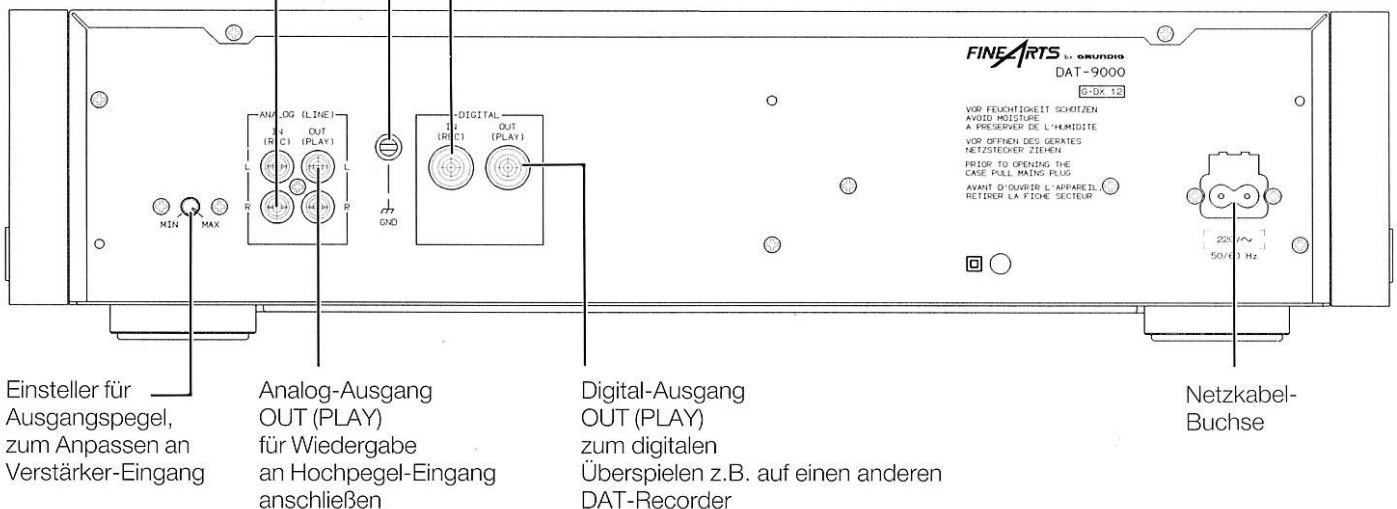 FINEARTS by GRUNDIG
DAT-9000
G-DX 12
VOR FEUCHTIGKEIT SCHÜTZEN
AVOID MOISTURE
A PRESERVER DE L'HUMIDITE
VOR ÖFFNEN DES GERÄTES
NETZSTECKER ZIEHEN
PRIOR TO OPENING THE
CASE PULL MAINS PLUG
AVANT D'OUVRIR L'APPAREIL,
RETIRER LA FICHE SECTEUR
ANALOG (LINE)
IN OUT
(REC) (PLAY)
L L
R R
GND
DIGITAL
IN OUT
(REC) (PLAY)
MIN MAX
220V~
50/60 Hz
Einsteller für
Ausgangspegel,
zum Anpassen an
Verstärker-Eingang
Analog-Ausgang
OUT (PLAY)
für Wiedergabe
an Hochpegel-Eingang
anschließen
Digital-Ausgang
OUT (PLAY)
zum digitalen
Überspielen z.B. auf einen anderen
DAT-Recorder
Netzkabel-
Buchse